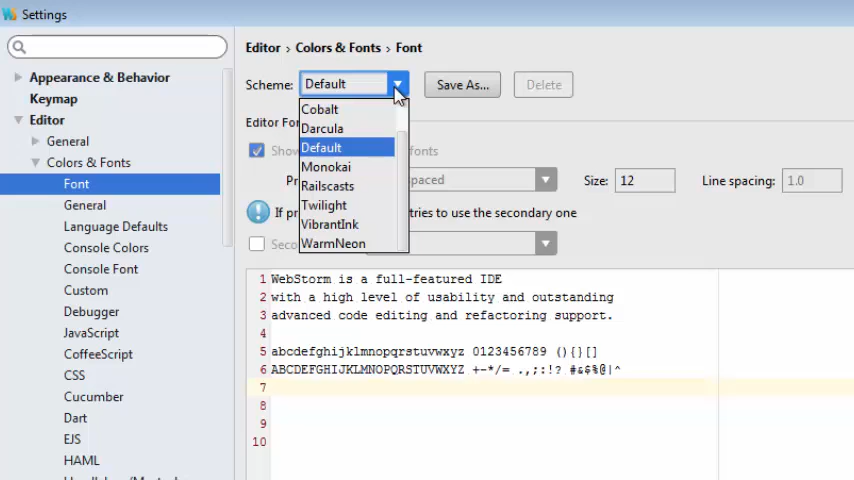 Settings
Appearance & Behavior
Keymap
Editor
General
Colors & Fonts
Font
General
Language Defaults
Console Colors
Console Font
Custom
Debugger
JavaScript
CoffeeScript
CSS
Cucumber
Dart
EJS
HAML
Editor › Colors & Fonts › Font
Scheme: Default Save As... Delete
Cobalt
Darcula
Default
Monokai
Railscasts
Twilight
VibrantInk
WarmNeon
Editor Fo
Show fonts
Pr paced Size: 12 Line spacing: 1.0
If p tries to use the secondary one
Seco
1 WebStorm is a full-featured IDE
2 with a high level of usability and outstanding
3 advanced code editing and refactoring support.
4
5 abcdefghijklmnopqrstuvwxyz 0123456789 (){}[]
6 ABCDEFGHIJKLMNOPQRSTUVWXYZ +-*/= .,;:!? #&$%@|^
7
8
9
10